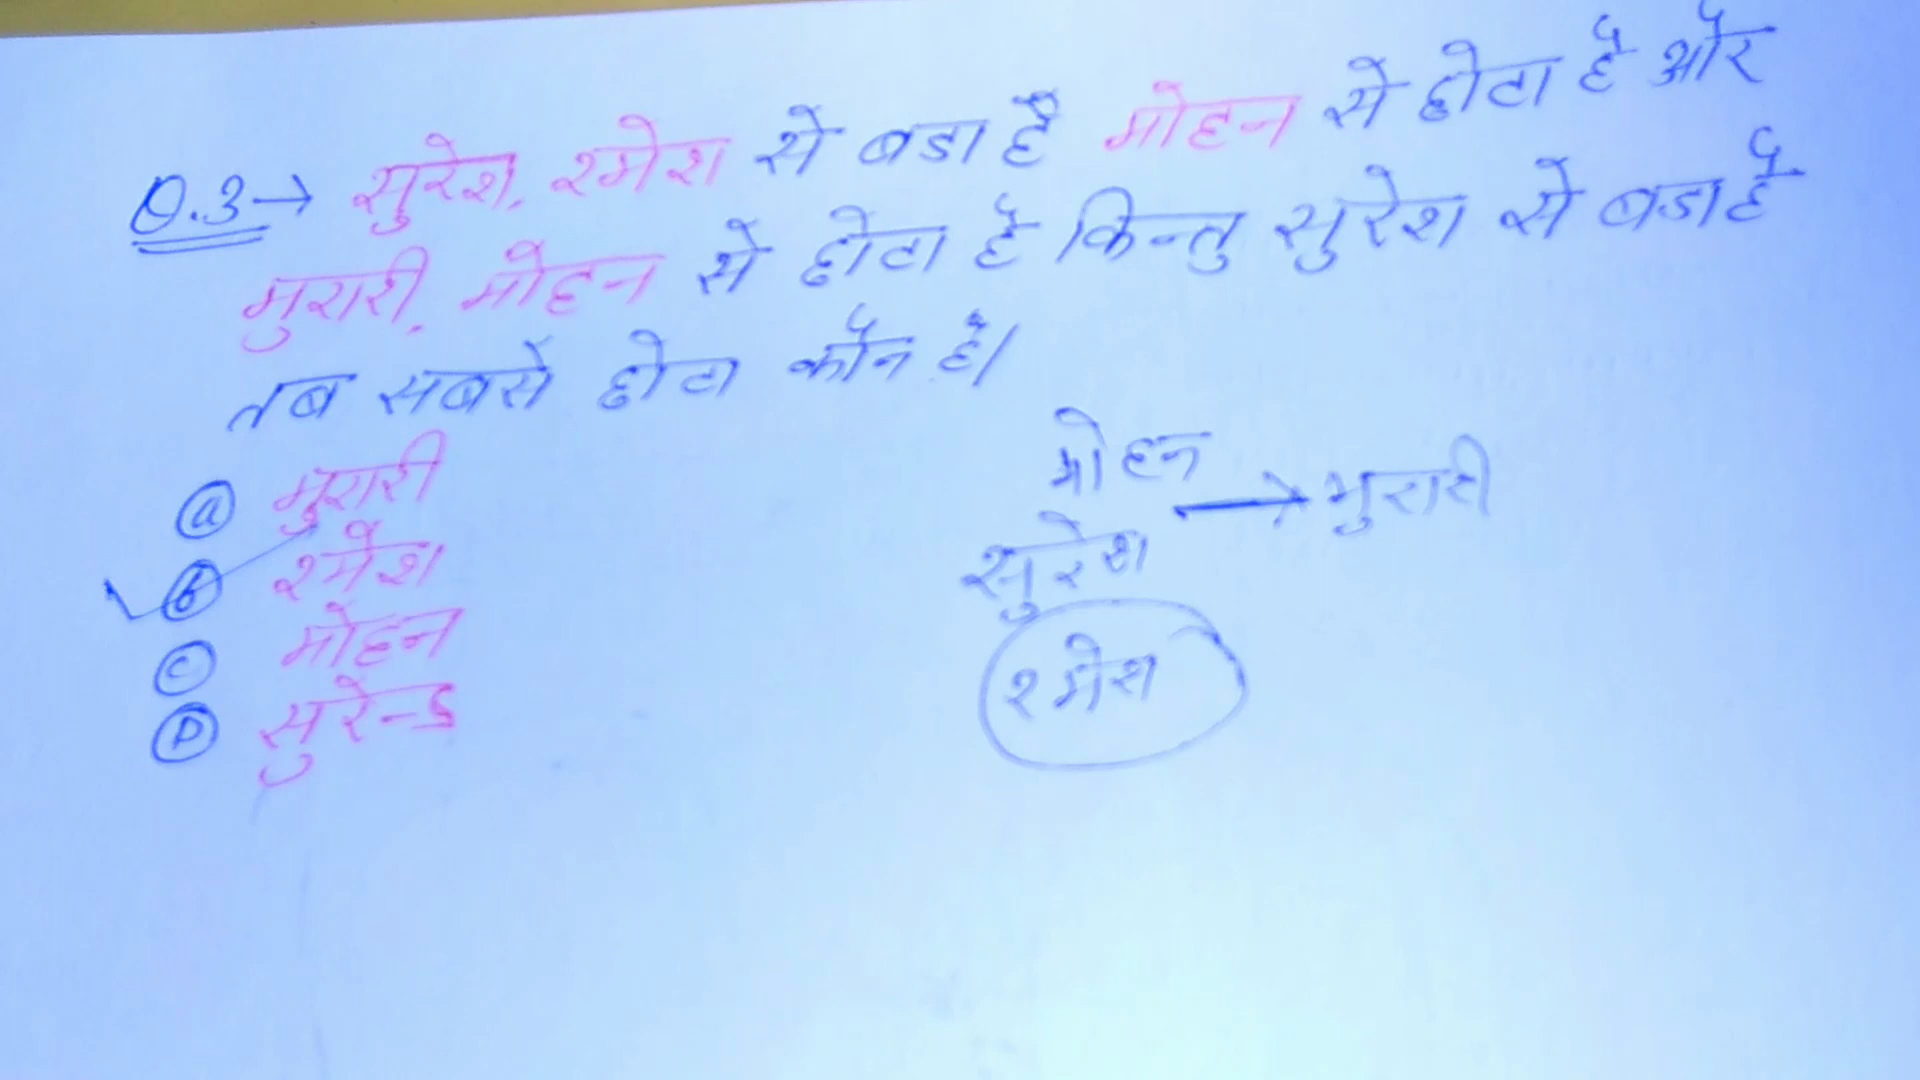 Q.3→ सुरेश, रमेश से बडा है मोहन से छोटा है और
मुरारी, मोहन से छोटा है किन्तु सुरेश से बडा है
तब सबसे छोटा कौन है।
(a) मुरारी
(b) रमेश
(c) मोहन
(D) सुरेन्द्र
मोहन
→ मुरारी
सुरेश
रमेश